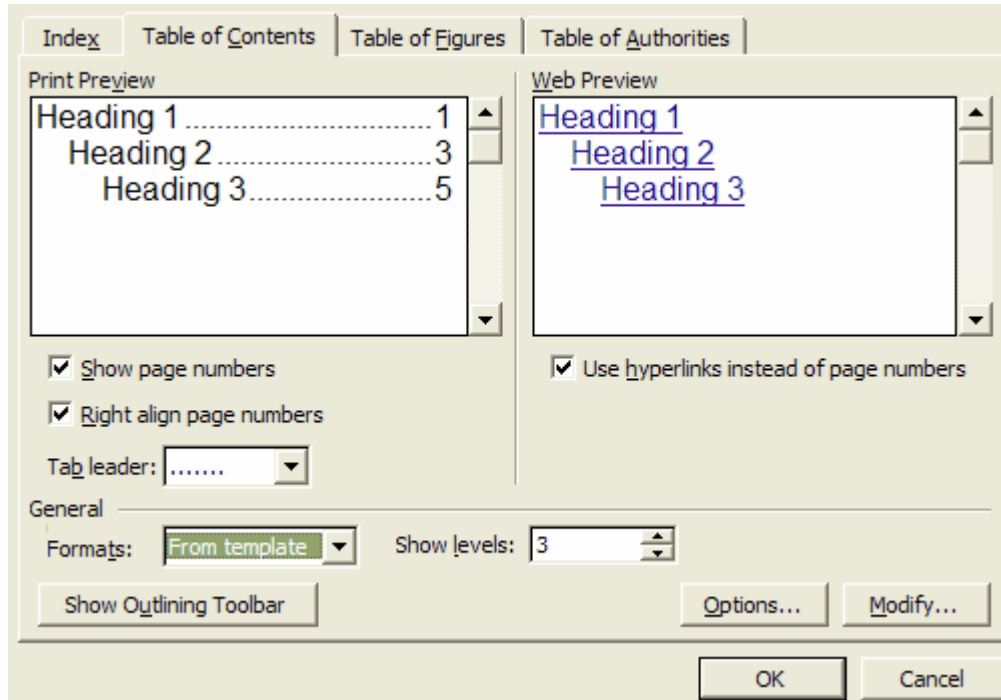 Index Table of Contents Table of Figures Table of Authorities
Print Preview
Heading 1..............................1
Heading 2..........................3
Heading 3......................5
Show page numbers
Right align page numbers
Tab leader: .......
Web Preview
Heading 1
Heading 2
Heading 3
Use hyperlinks instead of page numbers
General
Formats: From template Show levels: 3
Show Outlining Toolbar Options... Modify...
OK Cancel